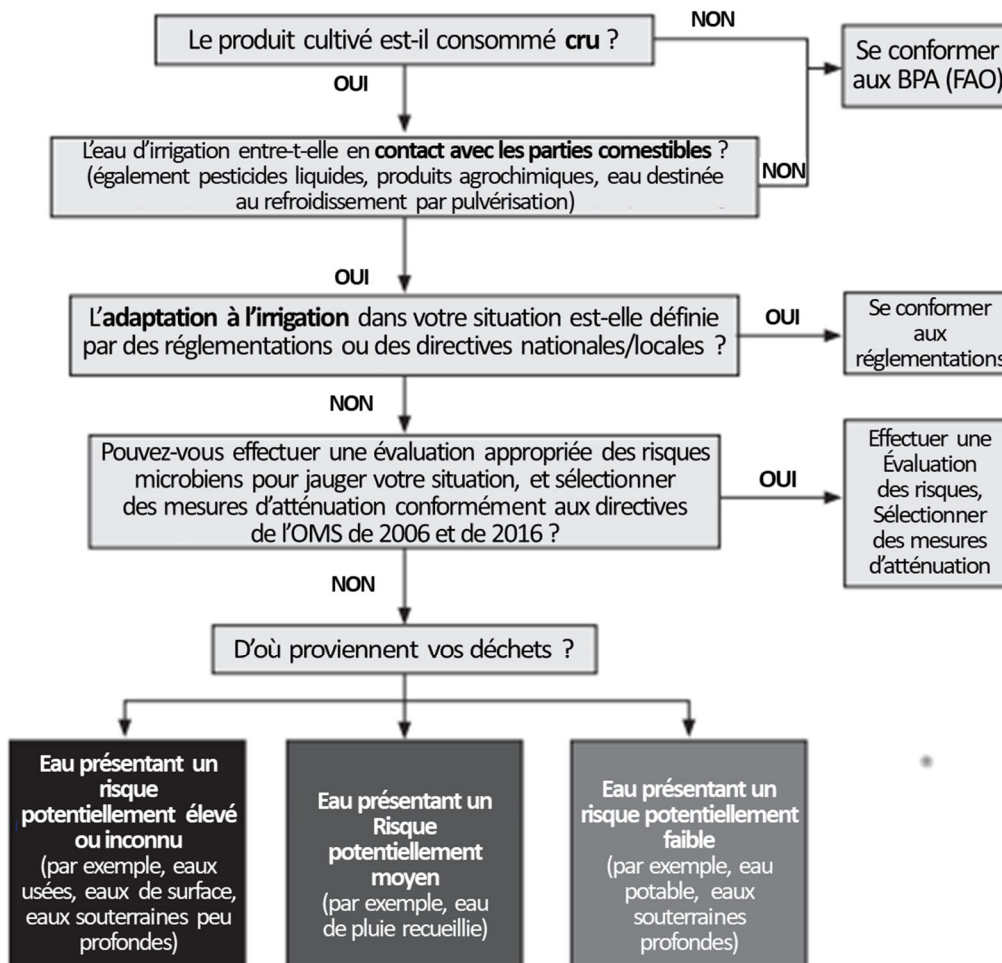 Le produit cultivé est-il consommé cru ?
NON
Se conformer
aux BPA (FAO)
OUI
L'eau d'irrigation entre-t-elle en contact avec les parties comestibles ?
(également pesticides liquides, produits agrochimiques, eau destinée
au refroidissement par pulvérisation)
NON
OUI
L'adaptation à l'irrigation dans votre situation est-elle définie
par des réglementations ou des directives nationales/locales ?
OUI
Se conformer
aux
réglementations
NON
Pouvez-vous effectuer une évaluation appropriée des risques
microbiens pour jauger votre situation, et sélectionner
des mesures d'atténuation conformément aux directives
de l'OMS de 2006 et de 2016 ?
OUI
Effectuer une
Évaluation
des risques,
Sélectionner
des mesures
d'atténuation
NON
D'où proviennent vos déchets ?
Eau présentant un
risque
potentiellement élevé
ou inconnu
(par exemple, eaux
usées, eaux de surface,
eaux souterraines peu
profondes)
Eau présentant un
Risque
potentiellement
moyen
(par exemple, eau
de pluie recueillie)
Eau présentant un
risque potentiellement
faible
(par exemple, eau
potable, eaux
souterraines
profondes)